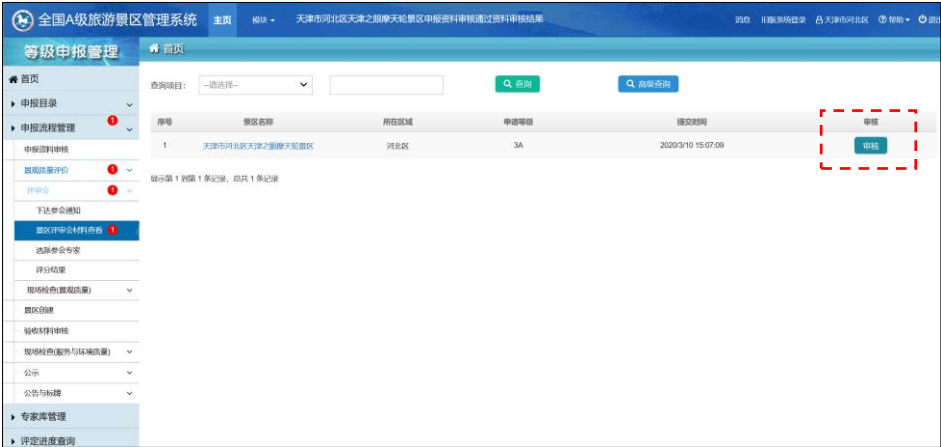 全国A级旅游景区管理系统 主页 模块 天津市河北区天津之眼摩天轮景区申报资料审核通过资料审核结果 消息 旧版系统登录 天津市河北区 帮助 退出
等级申报管理
首页
首页
查询项目： --请选择-- 查询 高级查询
申报目录
序号 景区名称 所在区域 申请等级 提交时间 审核
申报流程管理 1
1 天津市河北区天津之眼摩天轮景区 河北区 3A 2020/3/10 15:07:09 审核
申报资料审核
景观质量评价 1
显示第 1 到第 1 条记录，总共 1 条记录
评审会 1
下达参会通知
景区评审会材料查看 1
选派参会专家
评分结果
现场检查(景观质量)
景区创建
验收材料审核
现场检查(服务与环境质量)
公示
公告与标牌
专家库管理
评定进度查询